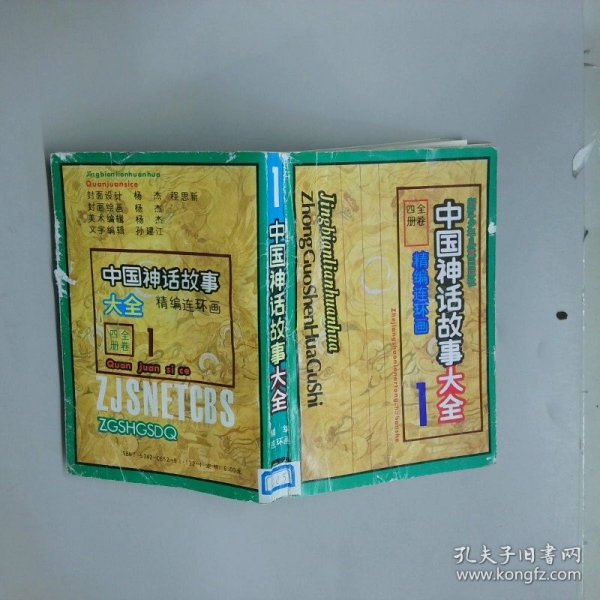 Jingbianlianhuanhua
Quanjuansice
封面设计 杨 杰 程思新
封面绘画 杨 杰
美术编辑 杨 杰
文字编辑 孙建江
中国神话故事
大全 精编连环画
全卷
四册
1
Quan juan si ce
ZJSNETCBS
ZGSHGSDQ
1
中国神话故事大全
连环画
Jingbianlianhuanhua
ZhongGuoShenHuaGuShi
全卷
四册
中国神话故事大全
精编连环画
1
孔夫子旧书网
www.kongfz.com